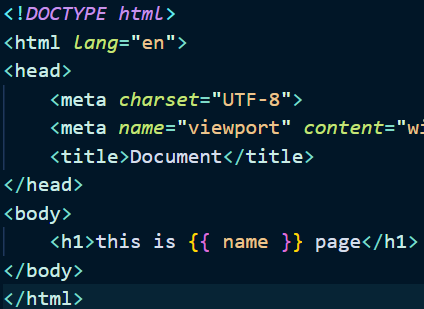 <!DOCTYPE html>
<html lang="en">
<head>
    <meta charset="UTF-8">
    <meta name="viewport" content="wi
    <title>Document</title>
</head>
<body>
    <h1>this is {{ name }} page</h1>
</body>
</html>